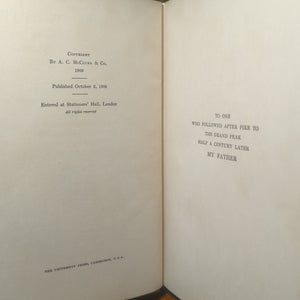 COPYRIGHT
BY A. C. MCCLURG & CO.
1908
Published October 3, 1908
Entered at Stationers' Hall, London
All rights reserved
THE UNIVERSITY PRESS, CAMBRIDGE, U.S.A.
TO ONE
WHO FOLLOWED AFTER PIKE TO
THE GRAND PEAK
HALF A CENTURY LATER
MY FATHER